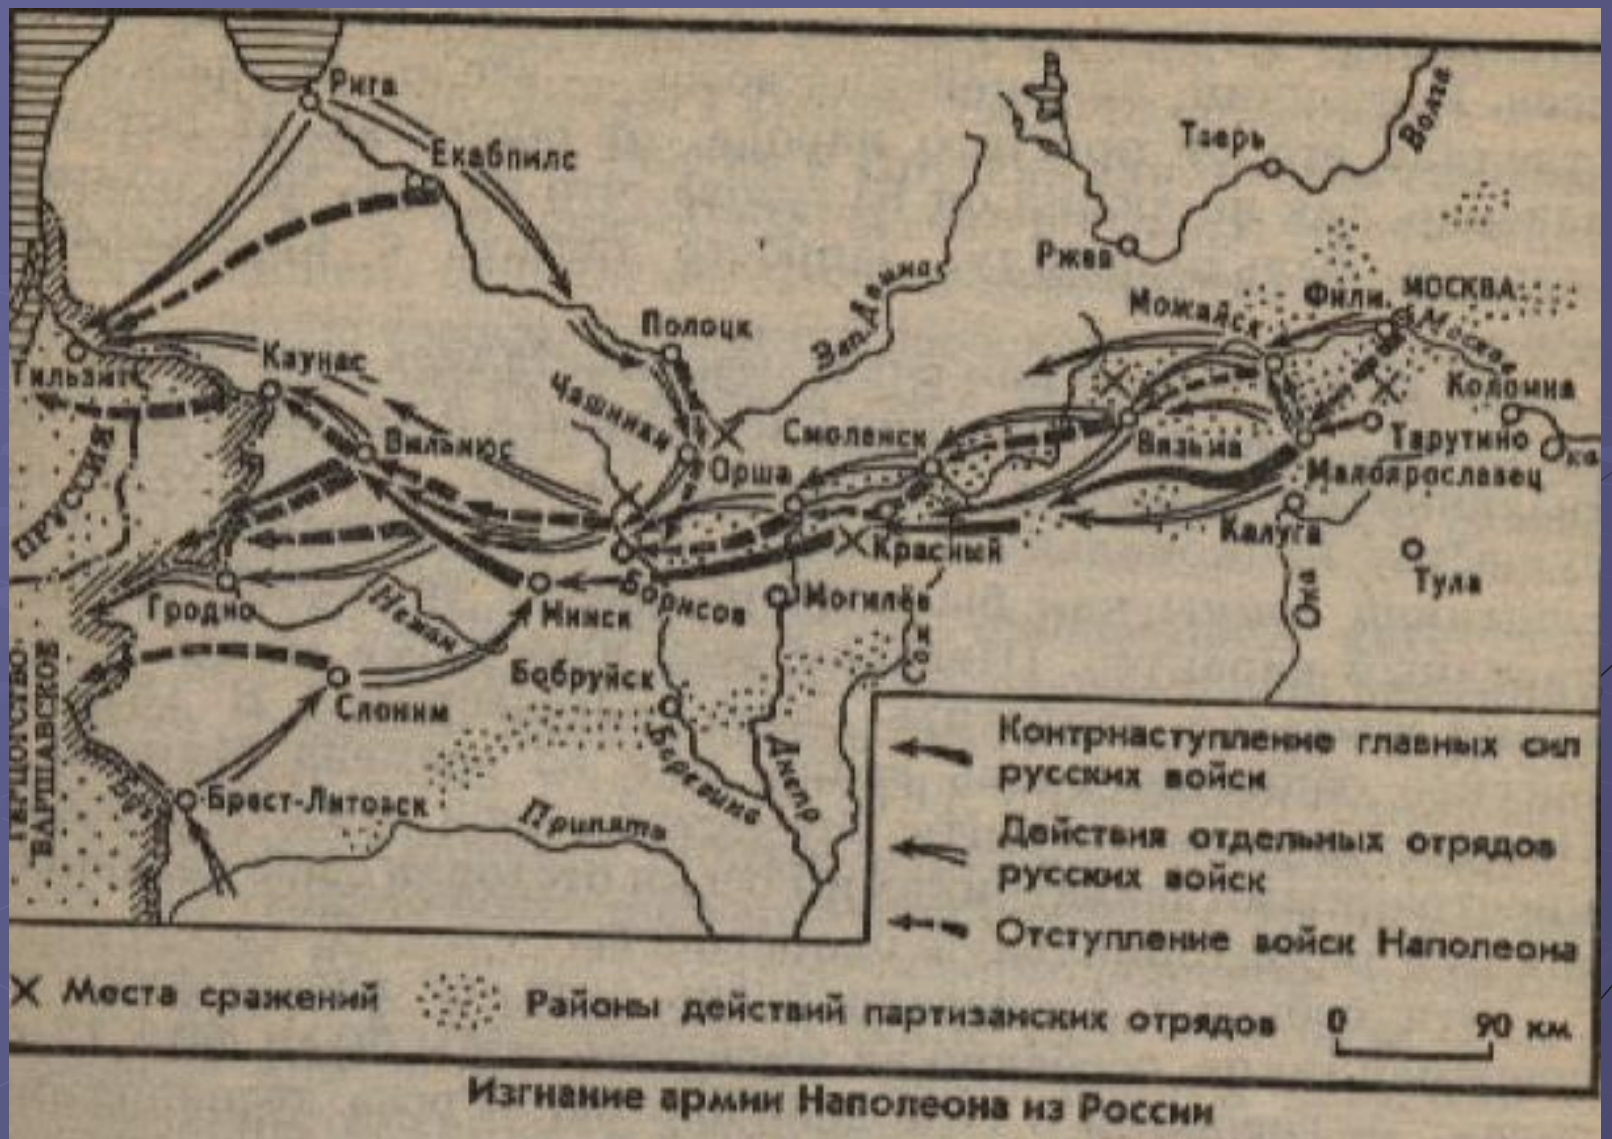 Рига
Екабпилс
Волга
Тверь
Ржев
Зап. Двина
Полоцк
Можайск
Фили
МОСКВА
Москва
Тильзит
Каунас
Чашники
Коломна
Вильнюс
Смоленск
Вязьма
Тарутино
Ока
Орша
Малоярославец
ПРУССИЯ
Калуга
Красный
Тула
Гродно
Неман
Минск
Борисов
Могилёв
Сож
Ока
Бобруйск
Слоним
ГЕРЦОГСТВО
ВАРШАВСКОЕ
Березина
Днепр
Брест-Литовск
Припять
Контрнаступление главных сил
русских войск
Действия отдельных отрядов
русских войск
Отступление войск Наполеона
Места сражений
Районы действий партизанских отрядов
0 90 км
Изгнание армии Наполеона из России